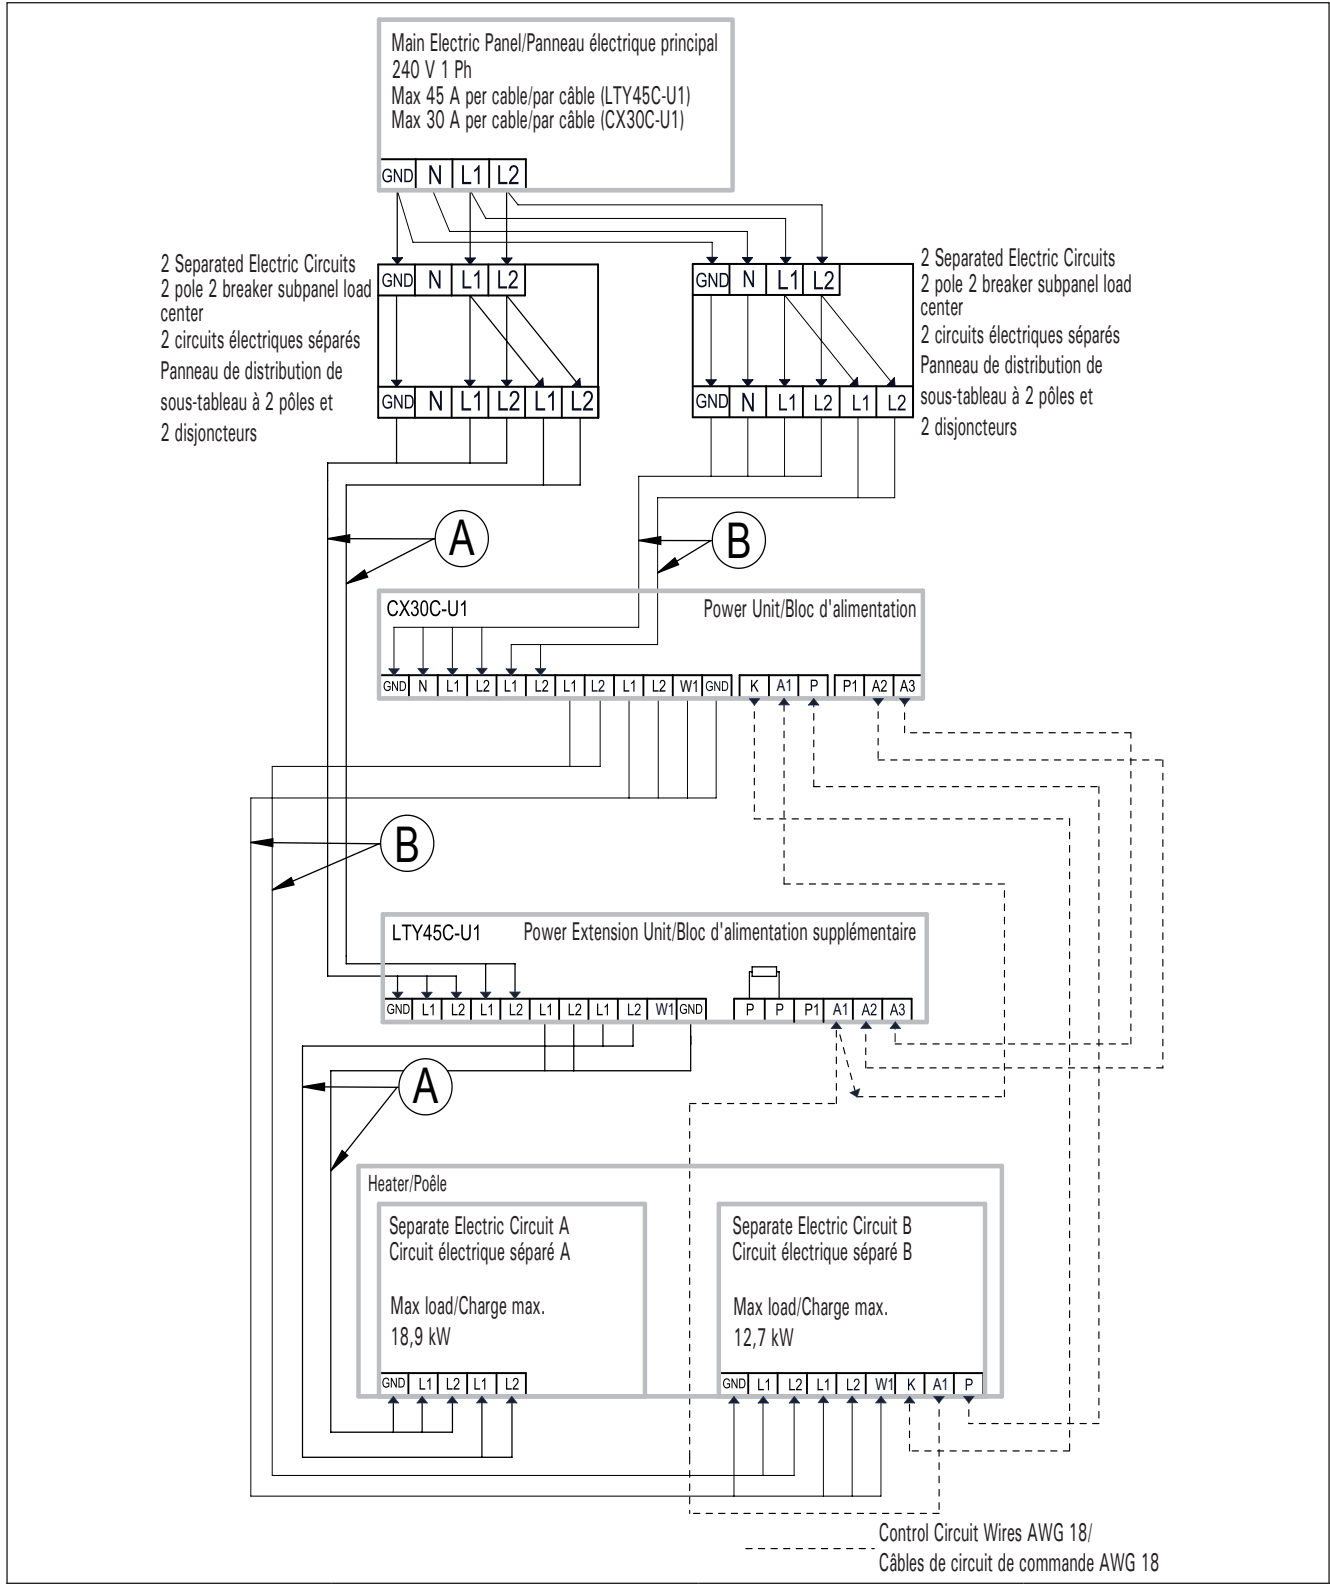 Main Electric Panel/Panneau électrique principal
240 V 1 Ph
Max 45 A per cable/par câble (LTY45C-U1)
Max 30 A per cable/par câble (CX30C-U1)
GND N L1 L2
2 Separated Electric Circuits
2 pole 2 breaker subpanel load
center
2 circuits électriques séparés
Panneau de distribution de
sous-tableau à 2 pôles et
2 disjoncteurs
GND N L1 L2
GND N L1 L2 L1 L2
GND N L1 L2
GND N L1 L2 L1 L2
2 Separated Electric Circuits
2 pole 2 breaker subpanel load
center
2 circuits électriques séparés
Panneau de distribution de
sous-tableau à 2 pôles et
2 disjoncteurs
A
B
CX30C-U1
Power Unit/Bloc d'alimentation
GND N L1 L2 L1 L2 L1 L2 L1 L2 W1 GND K A1 P P1 A2 A3
B
LTY45C-U1
Power Extension Unit/Bloc d'alimentation supplémentaire
GND L1 L2 L1 L2 L1 L2 L1 L2 W1 GND P P P1 A1 A2 A3
A
Heater/Poêle
Separate Electric Circuit A
Circuit électrique séparé A
Max load/Charge max.
18,9 kW
GND L1 L2 L1 L2
Separate Electric Circuit B
Circuit électrique séparé B
Max load/Charge max.
12,7 kW
GND L1 L2 L1 L2 W1 K A1 P
Control Circuit Wires AWG 18/
Câbles de circuit de commande AWG 18